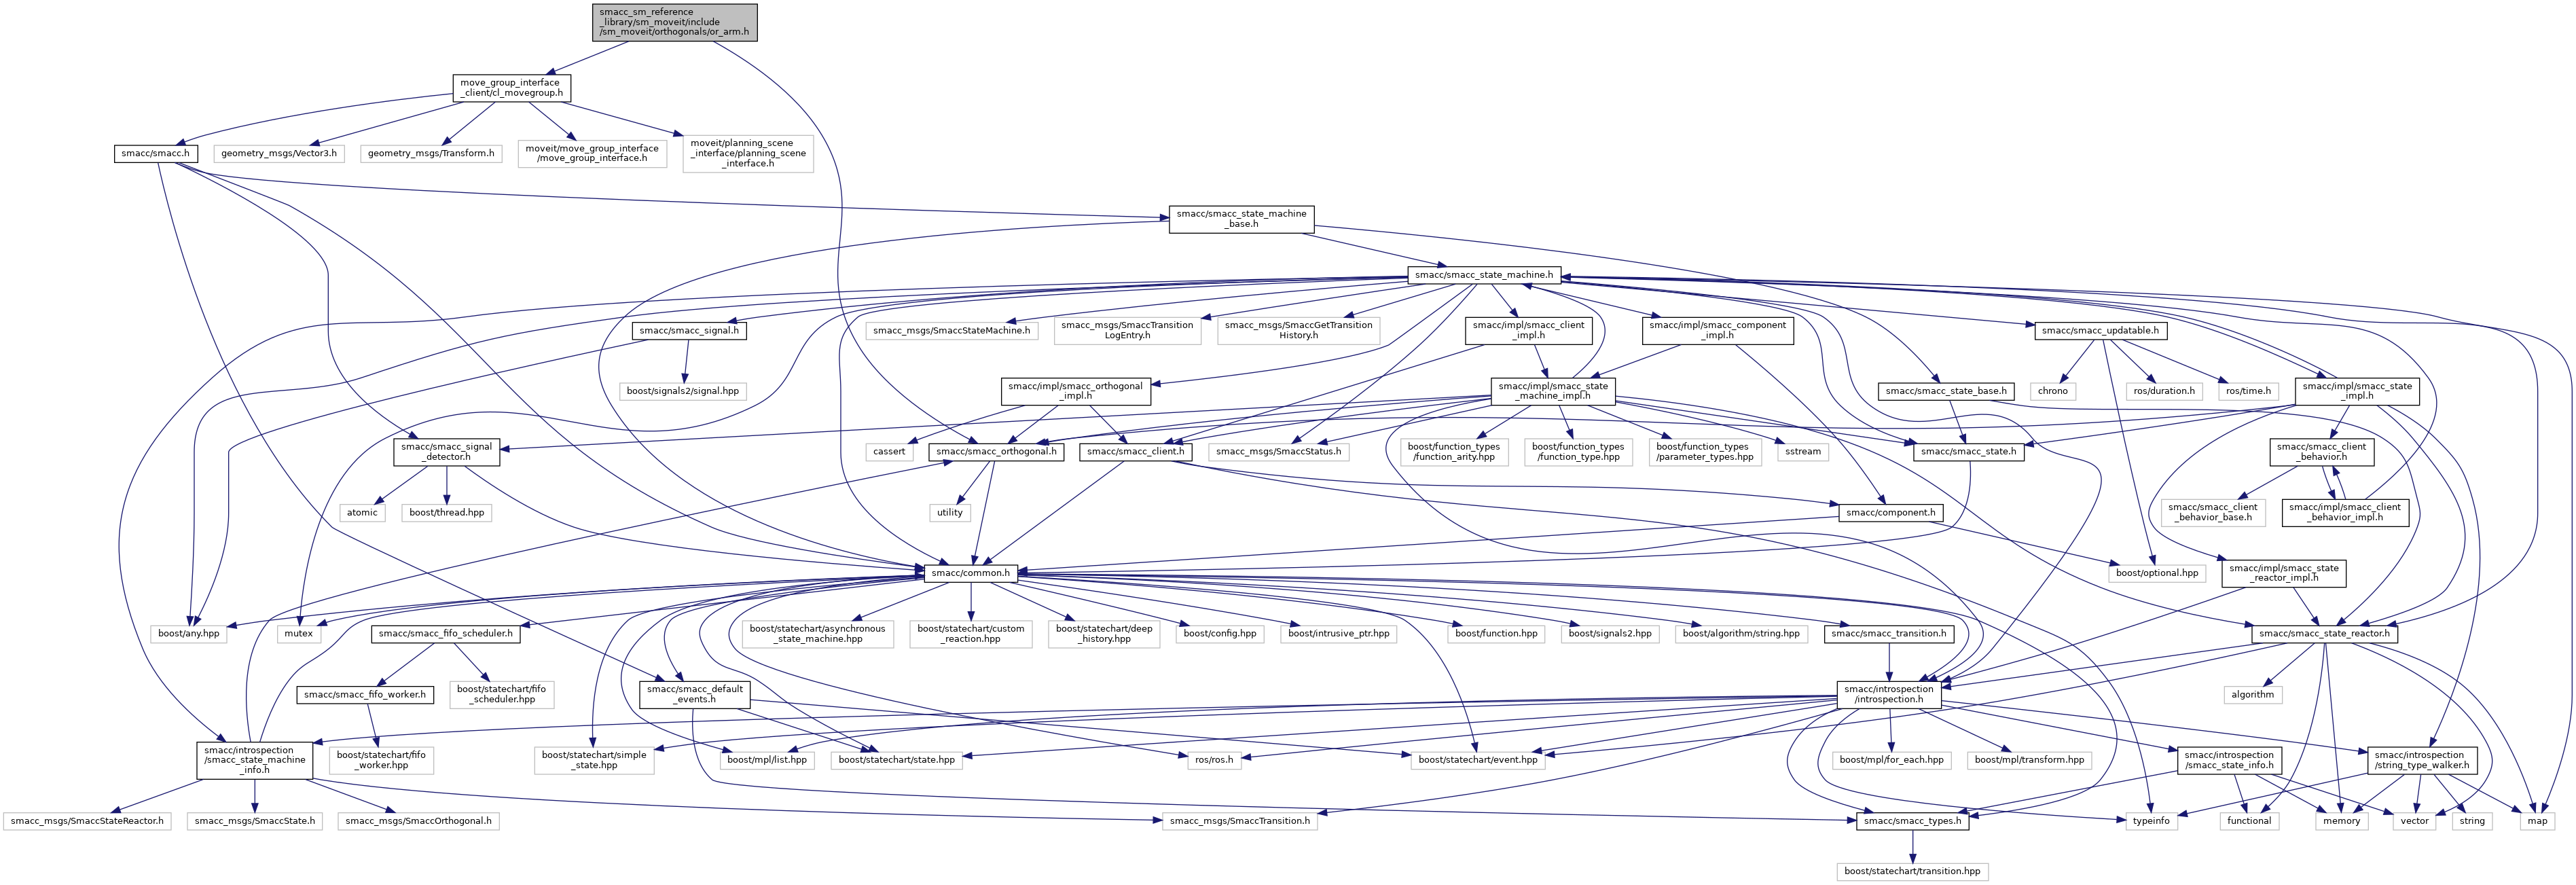 smacc_sm_reference
_library/sm_moveit/include
/sm_moveit/orthogonals/or_arm.h
move_group_interface
_client/cl_movegroup.h
smacc/smacc.h
geometry_msgs/Vector3.h
geometry_msgs/Transform.h
moveit/move_group_interface
/move_group_interface.h
moveit/planning_scene
_interface/planning_scene
_interface.h
smacc/smacc_state_machine
_base.h
smacc/smacc_state_machine.h
smacc/smacc_signal.h
smacc_msgs/SmaccStateMachine.h
smacc_msgs/SmaccTransition
LogEntry.h
smacc_msgs/SmaccGetTransition
History.h
smacc/impl/smacc_client
_impl.h
smacc/impl/smacc_component
_impl.h
smacc/smacc_updatable.h
boost/signals2/signal.hpp
smacc/impl/smacc_orthogonal
_impl.h
smacc/impl/smacc_state
_machine_impl.h
smacc/smacc_state_base.h
chrono
ros/duration.h
ros/time.h
smacc/impl/smacc_state
_impl.h
smacc/smacc_signal
_detector.h
cassert
smacc/smacc_orthogonal.h
smacc/smacc_client.h
smacc_msgs/SmaccStatus.h
boost/function_types
/function_arity.hpp
boost/function_types
/function_type.hpp
boost/function_types
/parameter_types.hpp
sstream
smacc/smacc_state.h
smacc/smacc_client
_behavior.h
atomic
boost/thread.hpp
utility
smacc/component.h
smacc/smacc_client
_behavior_base.h
smacc/impl/smacc_client
_behavior_impl.h
smacc/common.h
boost/optional.hpp
smacc/impl/smacc_state
_reactor_impl.h
boost/any.hpp
mutex
smacc/smacc_fifo_scheduler.h
boost/statechart/asynchronous
_state_machine.hpp
boost/statechart/custom
_reaction.hpp
boost/statechart/deep
_history.hpp
boost/config.hpp
boost/intrusive_ptr.hpp
boost/function.hpp
boost/signals2.hpp
boost/algorithm/string.hpp
smacc/smacc_transition.h
smacc/smacc_state_reactor.h
smacc/smacc_fifo_worker.h
boost/statechart/fifo
_scheduler.hpp
smacc/smacc_default
_events.h
smacc/introspection
/introspection.h
algorithm
smacc/introspection
/smacc_state_machine
_info.h
boost/statechart/fifo
_worker.hpp
boost/statechart/simple
_state.hpp
boost/mpl/list.hpp
boost/statechart/state.hpp
ros/ros.h
boost/statechart/event.hpp
boost/mpl/for_each.hpp
boost/mpl/transform.hpp
smacc/introspection
/smacc_state_info.h
smacc/introspection
/string_type_walker.h
smacc_msgs/SmaccStateReactor.h
smacc_msgs/SmaccState.h
smacc_msgs/SmaccOrthogonal.h
smacc_msgs/SmaccTransition.h
smacc/smacc_types.h
typeinfo
functional
memory
vector
string
map
boost/statechart/transition.hpp